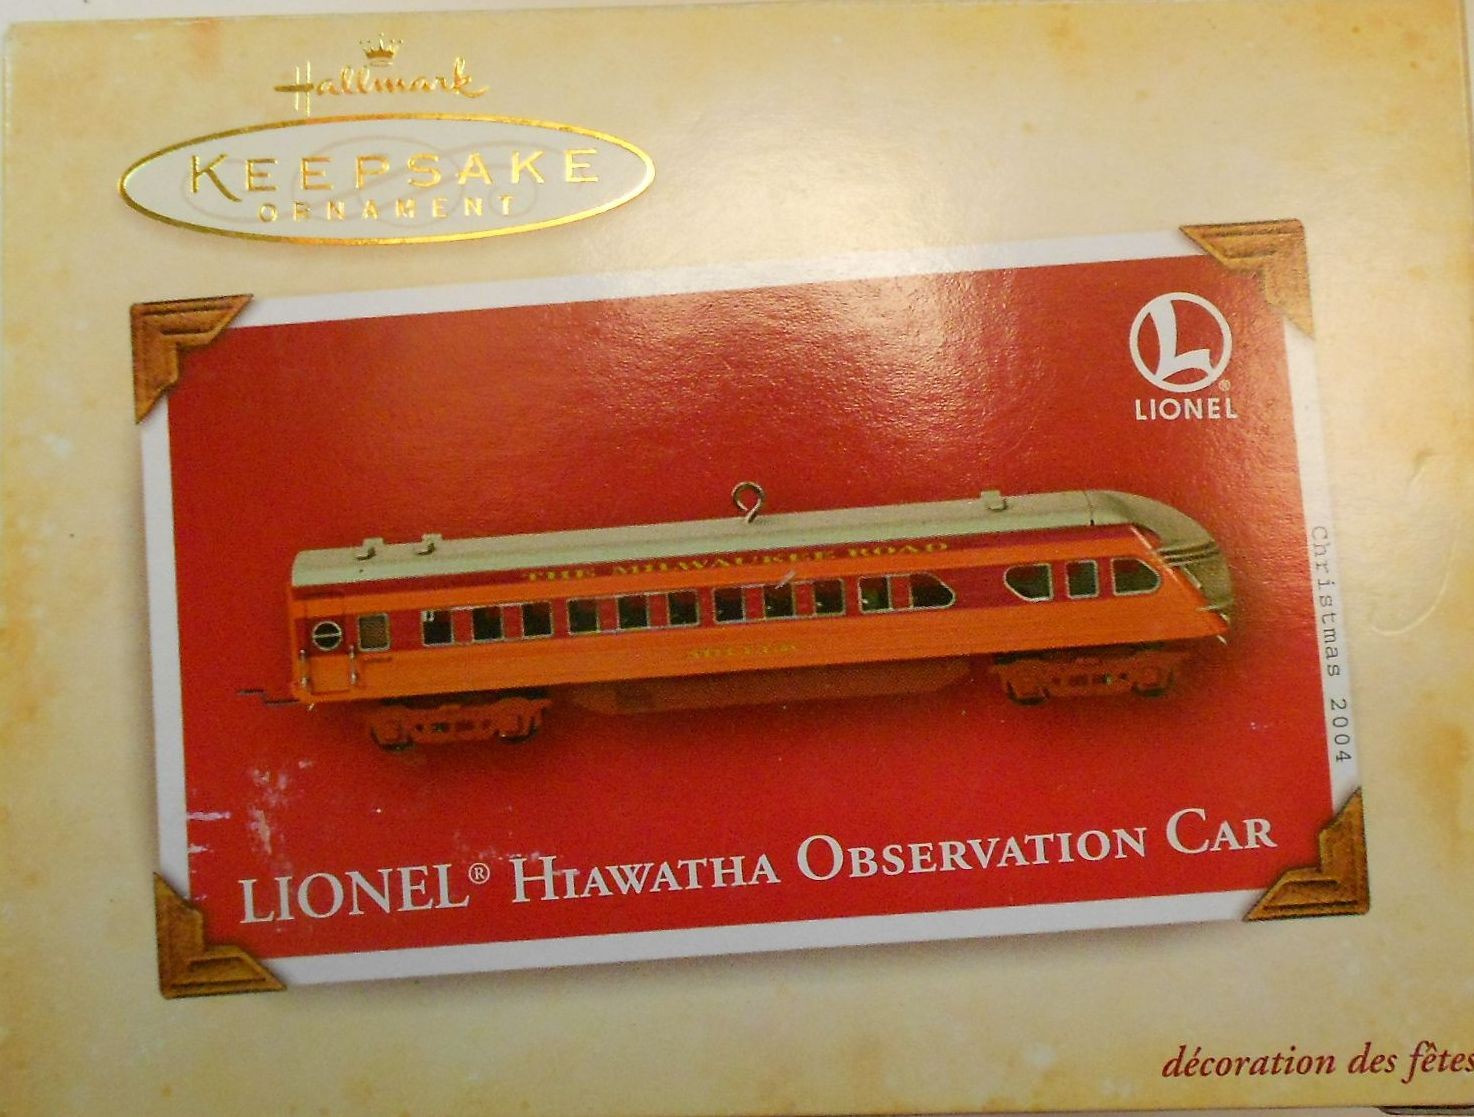 Hallmark
KEEPSAKE
ORNAMENT
L
LIONEL®
THE MILWAUKEE ROAD
Christmas 2004
LIONEL® HIAWATHA OBSERVATION CAR
décoration des fêtes